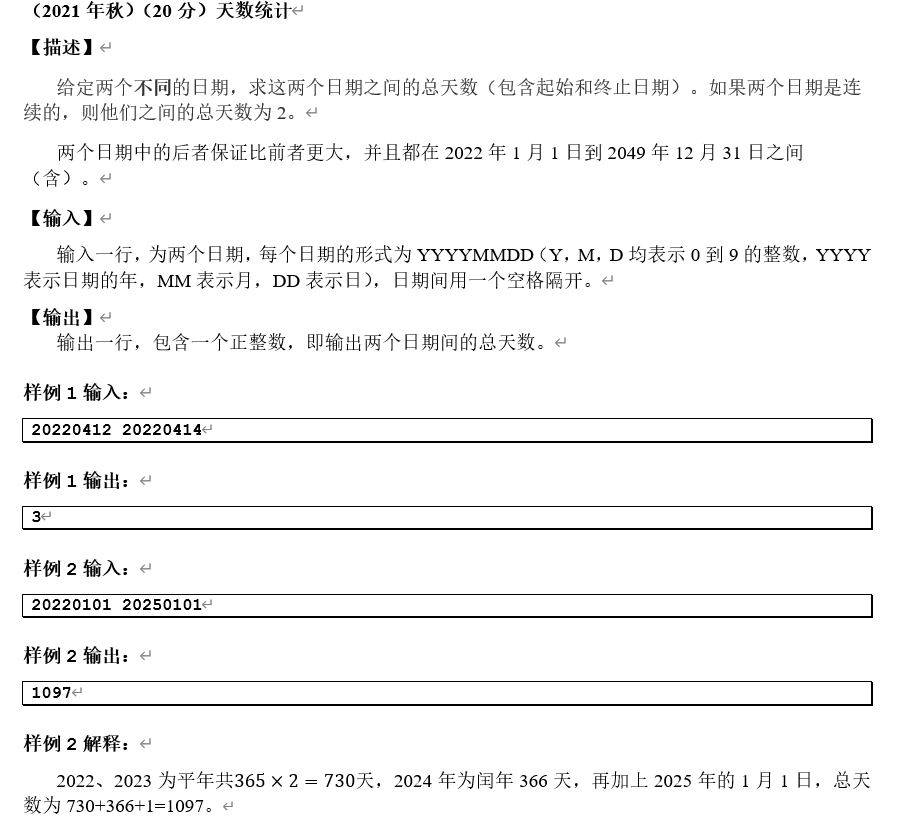 （2021 年秋）（20 分）天数统计↵
【描述】↵
给定两个不同的日期，求这两个日期之间的总天数（包含起始和终止日期）。如果两个日期是连
续的，则他们之间的总天数为 2。↵
两个日期中的后者保证比前者更大，并且都在 2022 年 1 月 1 日到 2049 年 12 月 31 日之间
（含）。↵
【输入】↵
输入一行，为两个日期，每个日期的形式为 YYYYMMDD（Y，M，D 均表示 0 到 9 的整数，YYYY
表示日期的年，MM 表示月，DD 表示日），日期间用一个空格隔开。↵
【输出】↵
输出一行，包含一个正整数，即输出两个日期间的总天数。↵
样例 1 输入：↵
20220412 20220414↵
样例 1 输出：↵
3↵
样例 2 输入：↵
20220101 20250101↵
样例 2 输出：↵
1097↵
样例 2 解释：↵
2022、2023 为平年共365 × 2 = 730天，2024 年为闰年 366 天，再加上 2025 年的 1 月 1 日，总天
数为 730+366+1=1097。↵